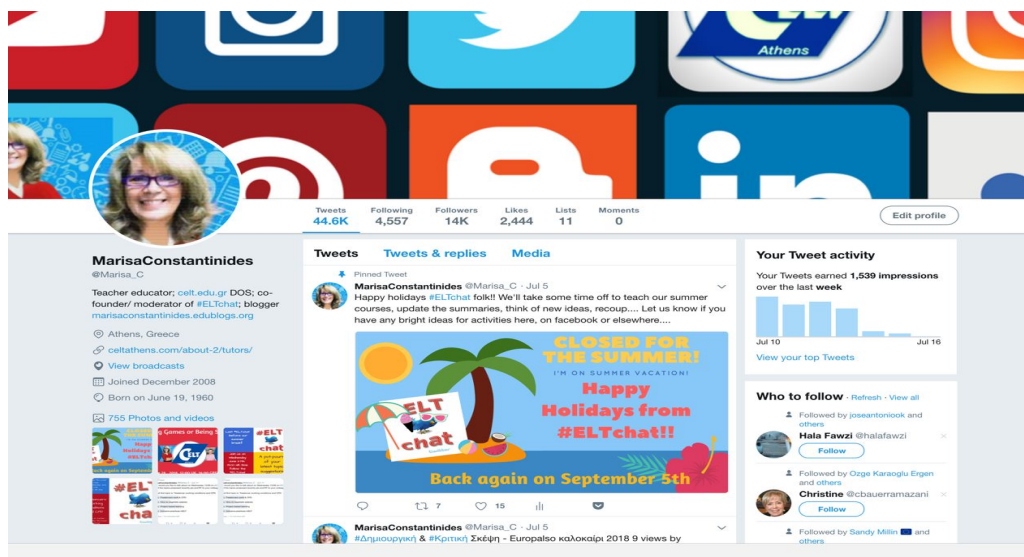 Athens
Tweets
44.6K
Following
4,557
Followers
14K
Likes
2,444
Lists
11
Moments
0
Edit profile
MarisaConstantinides
@Marisa_C
Teacher educator; celt.edu.gr DOS; co-
founder/ moderator of #ELTchat; blogger
marisaconstantinides.edublogs.org
Athens, Greece
celtathens.com/about-2/tutors/
View broadcasts
Joined December 2008
Born on June 19, 1960
755 Photos and videos
Tweets Tweets & replies Media
Pinned Tweet
MarisaConstantinides @Marisa_C · Jul 5
Happy holidays #ELTchat folk!! We'll take some time off to teach our summer
courses, update the summaries, think of new ideas, recoup.... Let us know if you
have any bright ideas for activities here, on facebook or elsewhere....
CLOSED FOR
THE SUMMER!
I'M ON SUMMER VACATION!
Happy
Holidays from
#ELTchat!!
ELT
chat
Back again on September 5th
7
15
MarisaConstantinides @Marisa_C · Jul 5
#Δημιουργική & #Κριτική Σκέψη - Europalso καλοκαίρι 2018 9 views by
Your Tweet activity
Your Tweets earned 1,539 impressions
over the last week
Jul 10
Jul 16
View your top Tweets
Who to follow · Refresh · View all
Followed by joseantoniook and
others
Hala Fawzi @halafawzi
Follow
Followed by Ozge Karaoglu Ergen
and others
Christine @cbauerramazani
Follow
Followed by Sandy Millin and
others